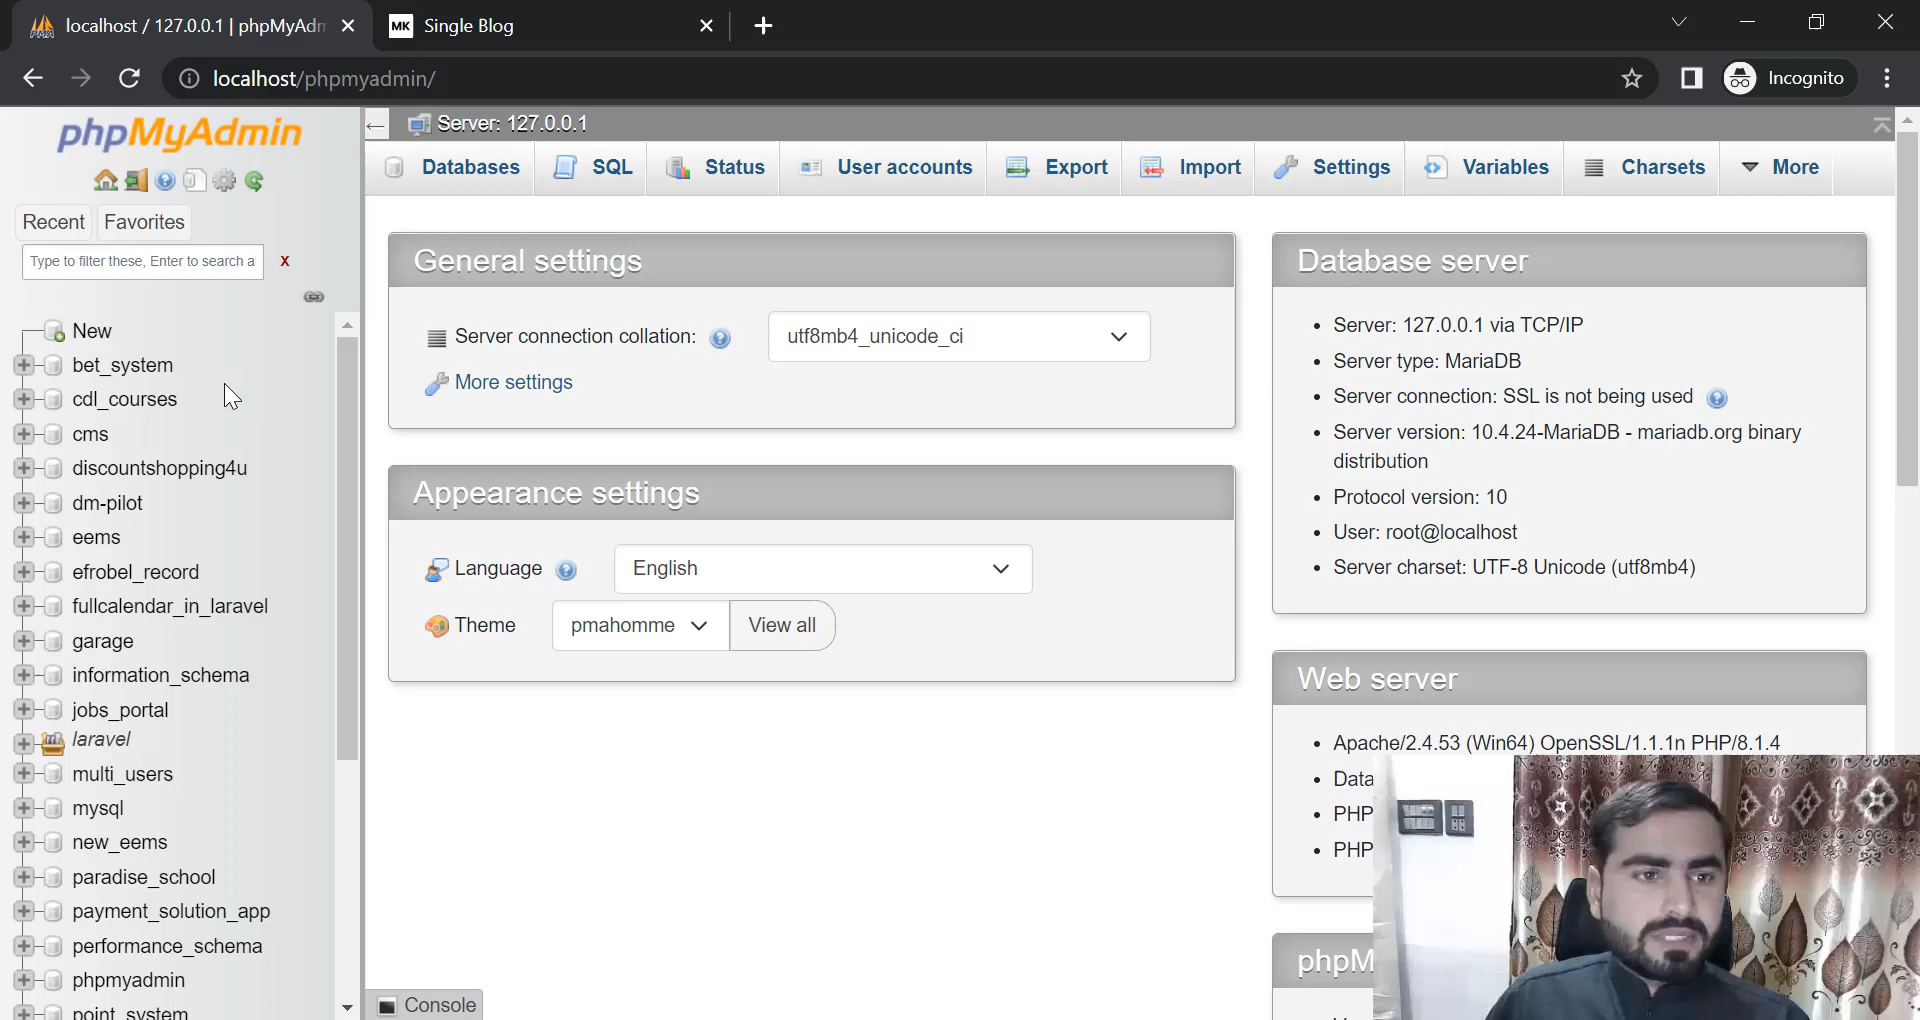 localhost / 127.0.0.1 | phpMyAdm
MK Single Blog
localhost/phpmyadmin/
Incognito
phpMyAdmin
Recent Favorites
Type to filter these, Enter to search a X
New
bet_system
cdl_courses
cms
discountshopping4u
dm-pilot
eems
efrobel_record
fullcalendar_in_laravel
garage
information_schema
jobs_portal
laravel
multi_users
mysql
new_eems
paradise_school
payment_solution_app
performance_schema
phpmyadmin
point_system
Server: 127.0.0.1
Databases SQL Status User accounts Export Import Settings Variables Charsets More
General settings
Server connection collation: utf8mb4_unicode_ci
More settings
Appearance settings
Language English
Theme pmahomme View all
Database server
Server: 127.0.0.1 via TCP/IP
Server type: MariaDB
Server connection: SSL is not being used
Server version: 10.4.24-MariaDB - mariadb.org binary
distribution
Protocol version: 10
User: root@localhost
Server charset: UTF-8 Unicode (utf8mb4)
Web server
Apache/2.4.53 (Win64) OpenSSL/1.1.1n PHP/8.1.4
Data
PHP
PHP
phpM
Console